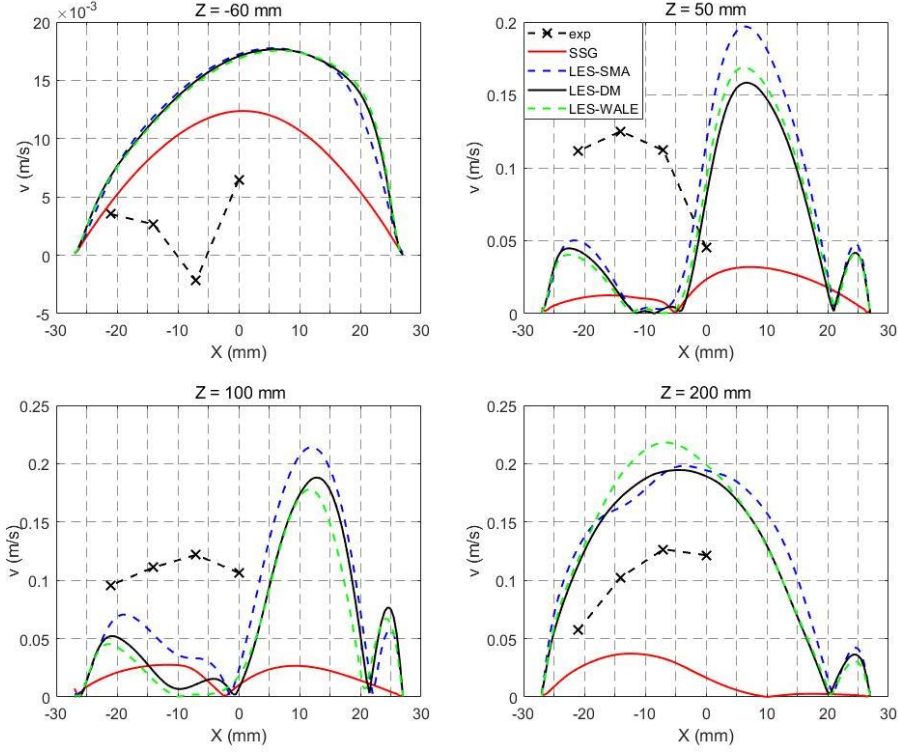 Z = -60 mm
×10⁻³
20
15
10
5
0
-5
v (m/s)
-30 -20 -10 0 10 20 30
X (mm)
Z = 50 mm
0.2
0.15
0.1
0.05
0
v (m/s)
exp
SSG
LES-SMA
LES-DM
LES-WALE
-30 -20 -10 0 10 20 30
X (mm)
Z = 100 mm
0.25
0.2
0.15
0.1
0.05
0
v (m/s)
-30 -20 -10 0 10 20 30
X (mm)
Z = 200 mm
0.25
0.2
0.15
0.1
0.05
0
v (m/s)
-30 -20 -10 0 10 20 30
X (mm)